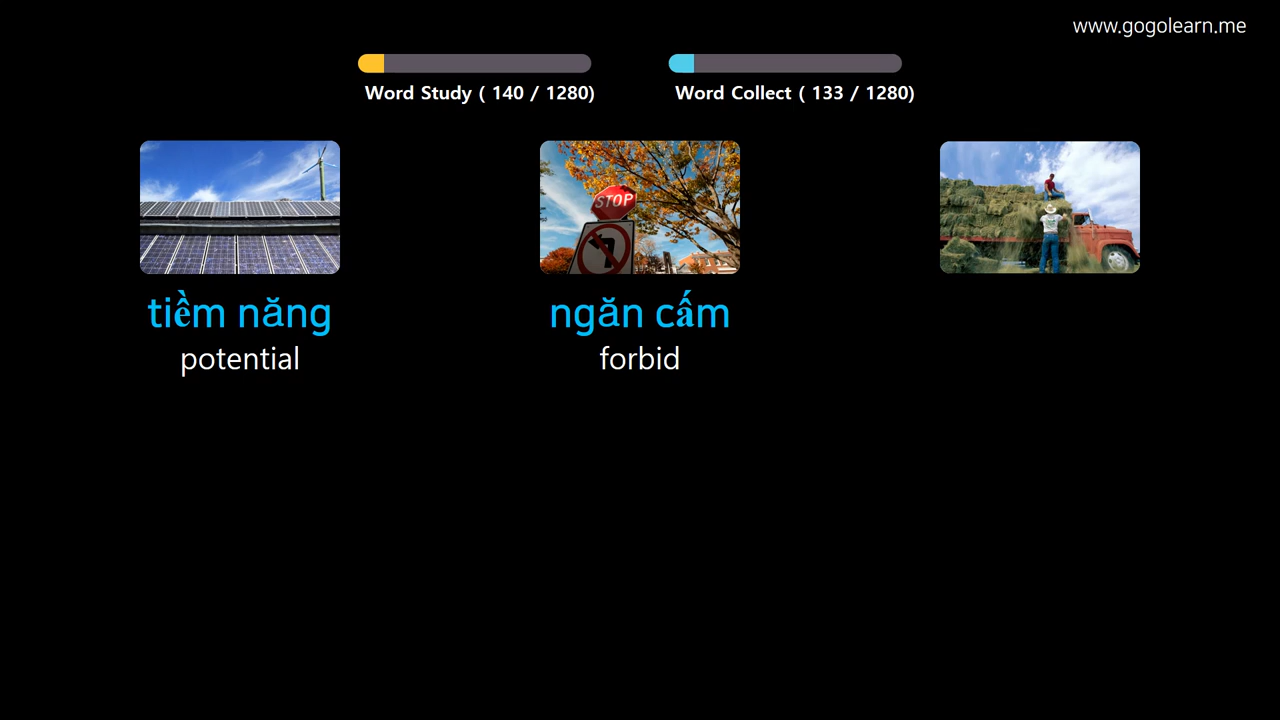 www.gogolearn.me
Word Study ( 140 / 1280)
Word Collect ( 133 / 1280)
STOP
tiềm năng
potential
ngăn cấm
forbid